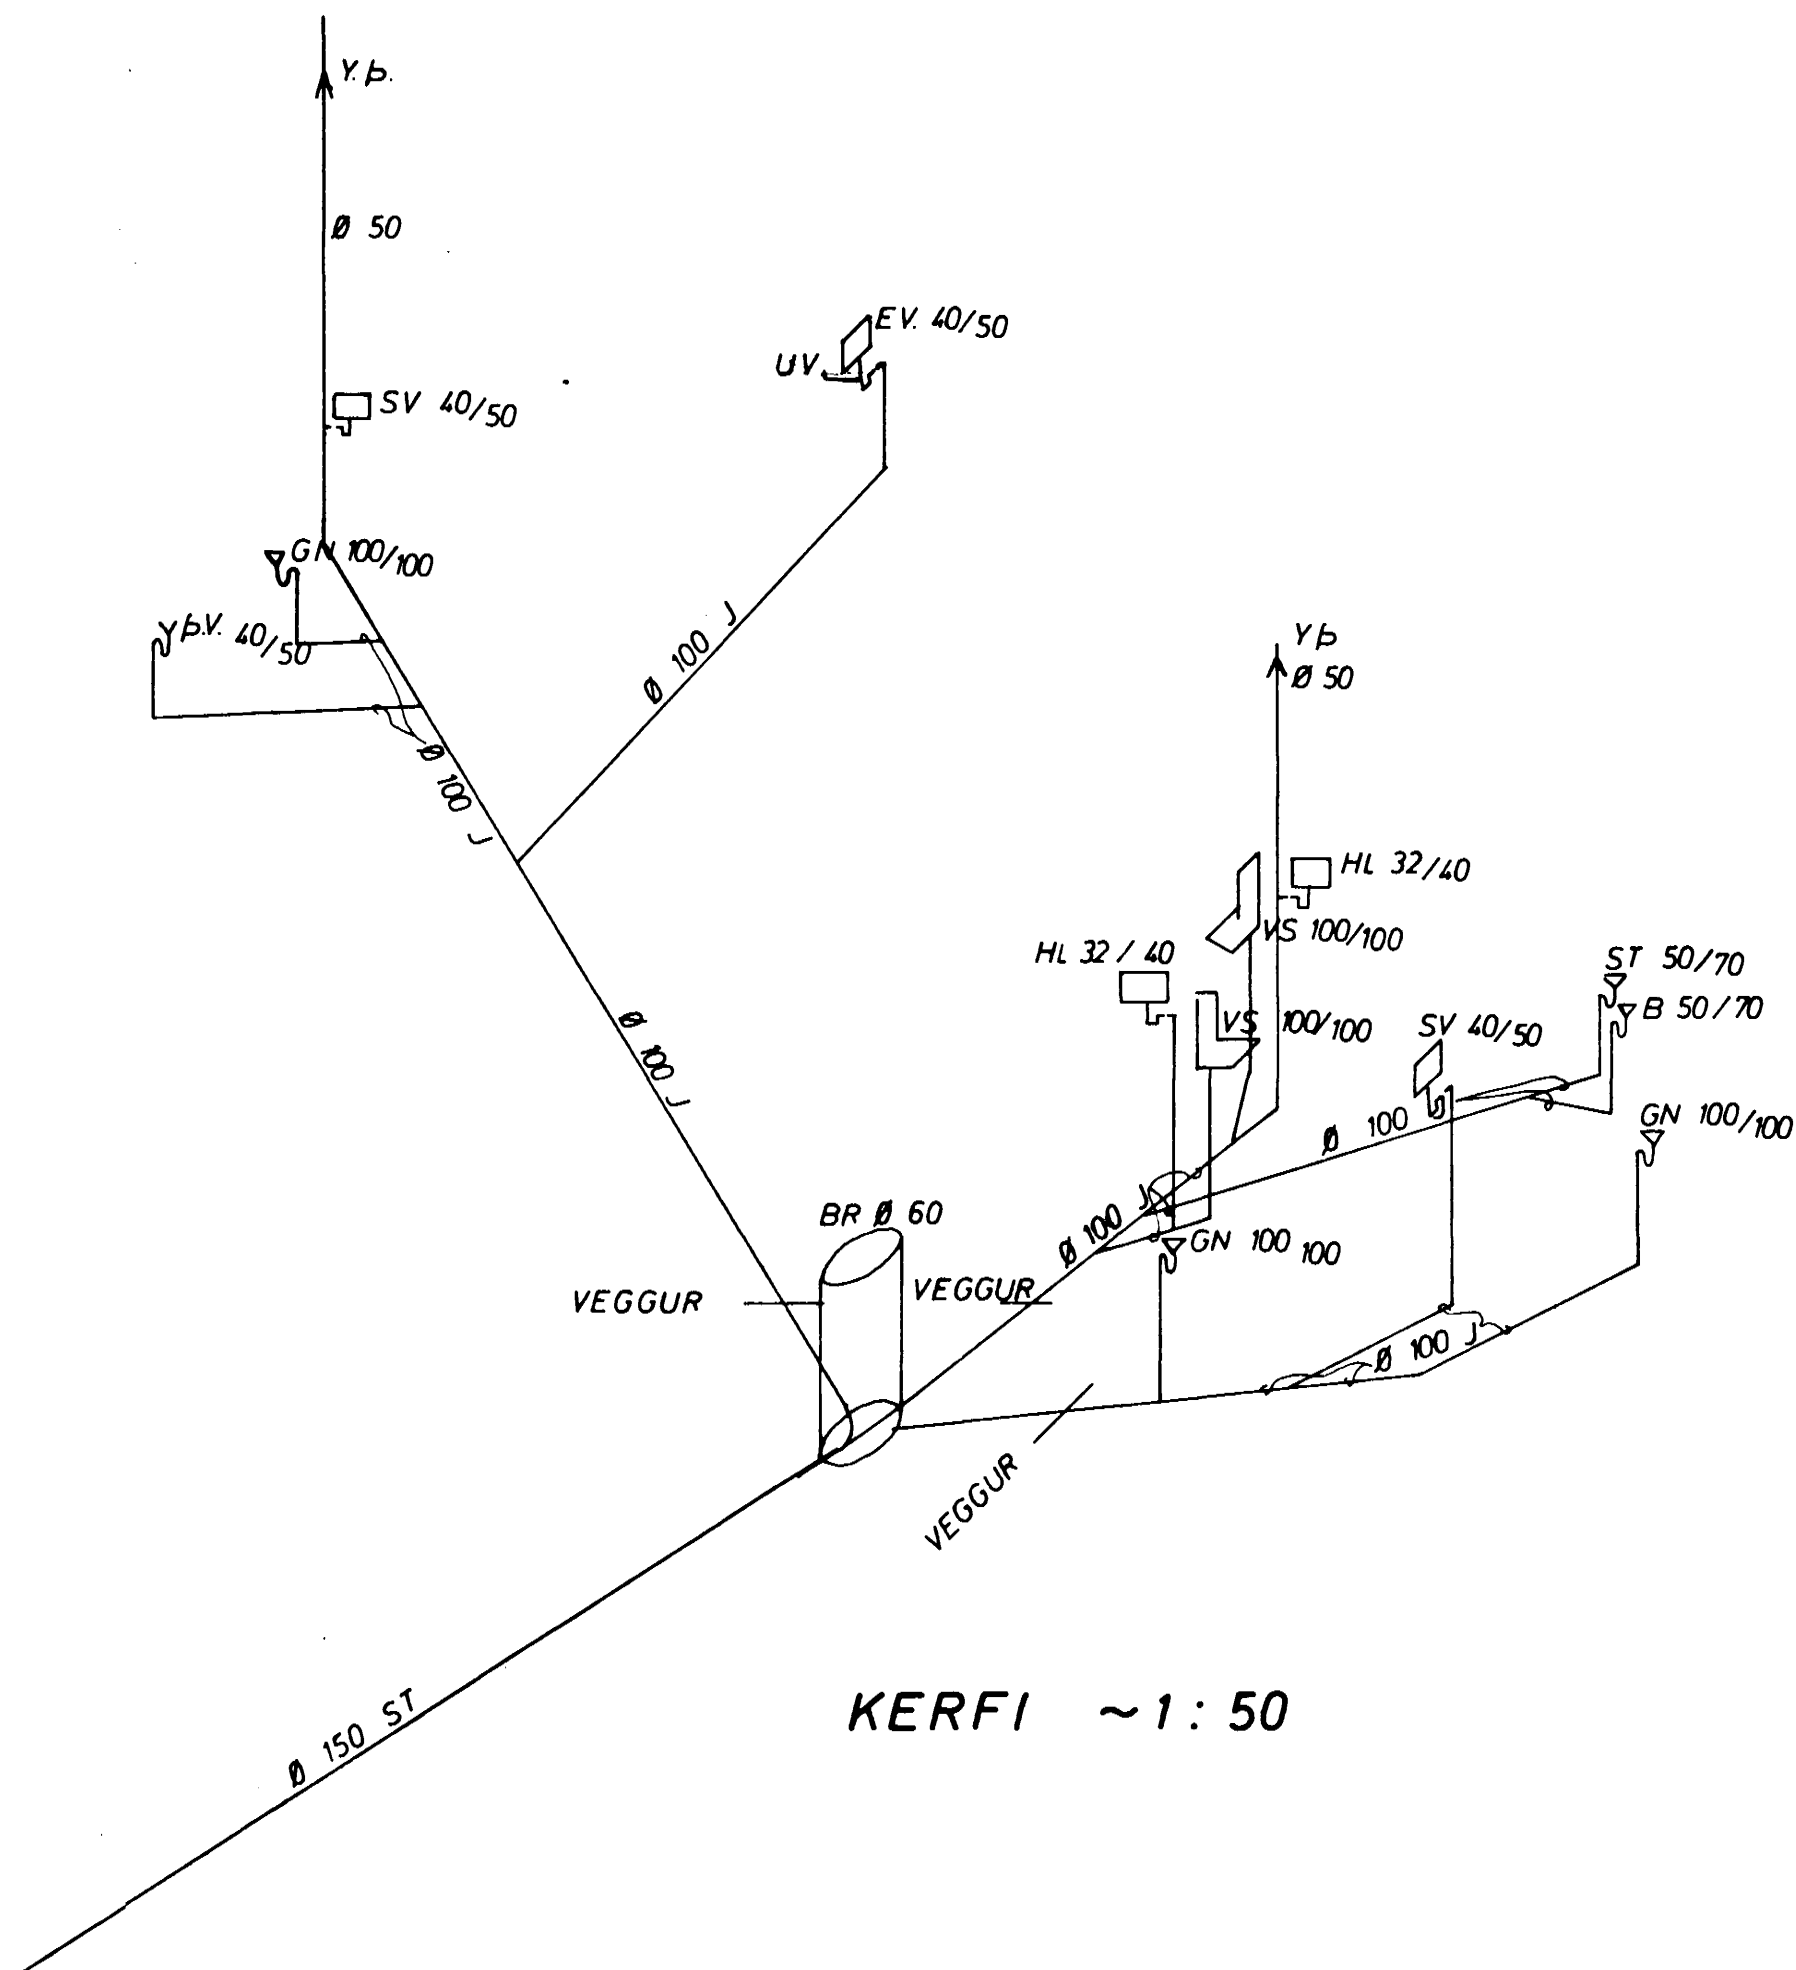 Y.þ.
Ø 50
EV. 40/50
UV
SV 40/50
GN 100/100
Yþ.V. 40/50
Ø 100 J
Yþ
Ø 50
Ø 100 J
HL 32/40
VS 100/100
HL 32/40
ST 50/70
B 50/70
VS 100/100
SV 40/50
Ø 100 J
Ø 100
GN 100/100
BR Ø 60
Ø 100 J
GN 100 100
VEGGUR
VEGGUR
Ø 100 J
VEGGUR
Ø 150 ST
KERFI ~1:50